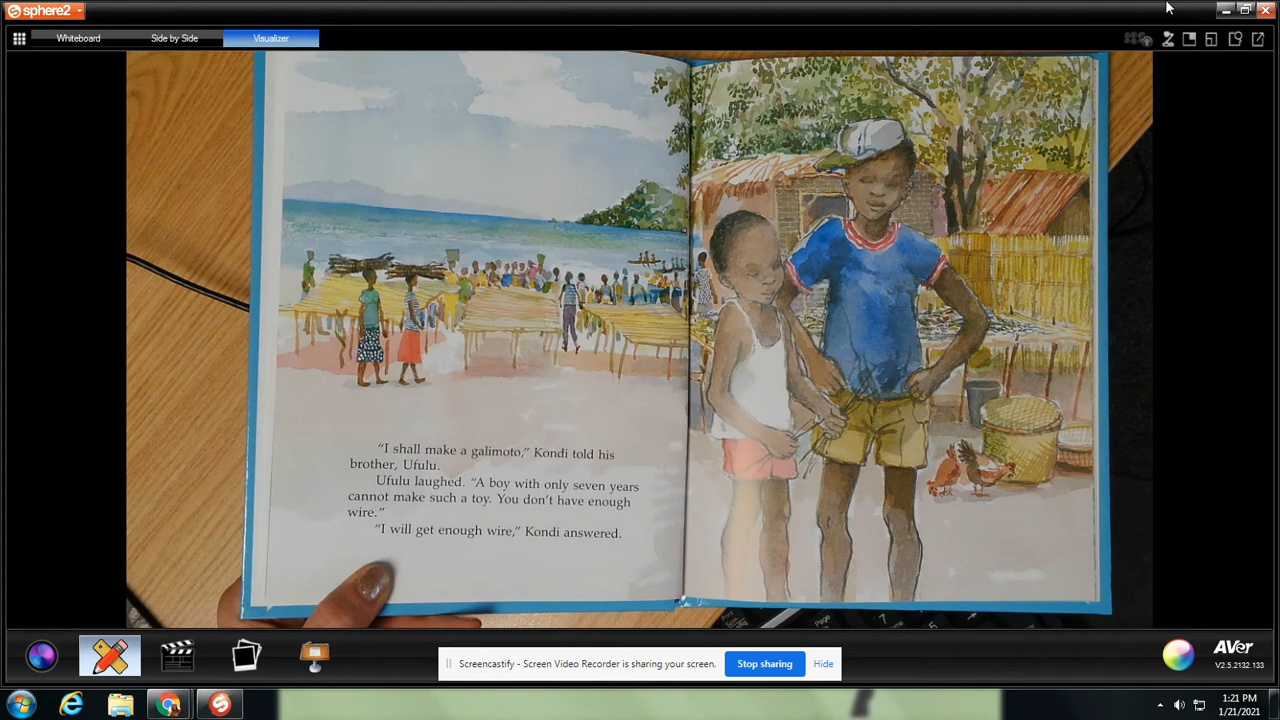 sphere2
Whiteboard
Side by Side
Visualizer
"I shall make a galimoto," Kondi told his
brother, Ufulu.
Ufulu laughed. "A boy with only seven years
cannot make such a toy. You don't have enough
wire."
"I will get enough wire," Kondi answered.
Screencastify - Screen Video Recorder is sharing your screen.
Stop sharing
Hide
AVer
V2.5.2132.133
1:21 PM
1/21/2021